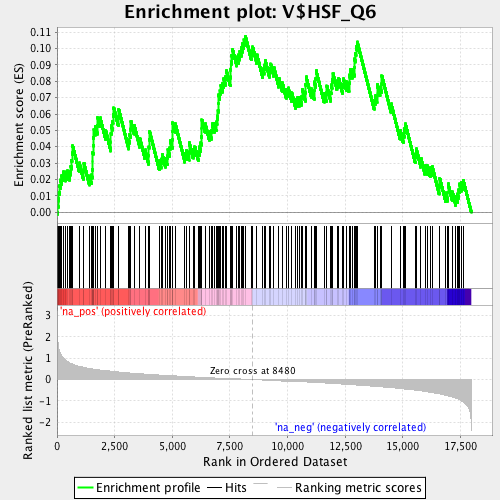 Enrichment plot: V$HSF_Q6
Enrichment score (ES)
0.11
0.10
0.09
0.08
0.07
0.06
0.05
0.04
0.03
0.02
0.01
0.00
Ranked list metric (PreRanked)
3
2
1
0
-1
-2
'na_pos' (positively correlated)
Zero cross at 8480
'na_neg' (negatively correlated)
0
2,500
5,000
7,500
10,000
12,500
15,000
17,500
Rank in Ordered Dataset
Enrichment profile
Hits
Ranking metric scores